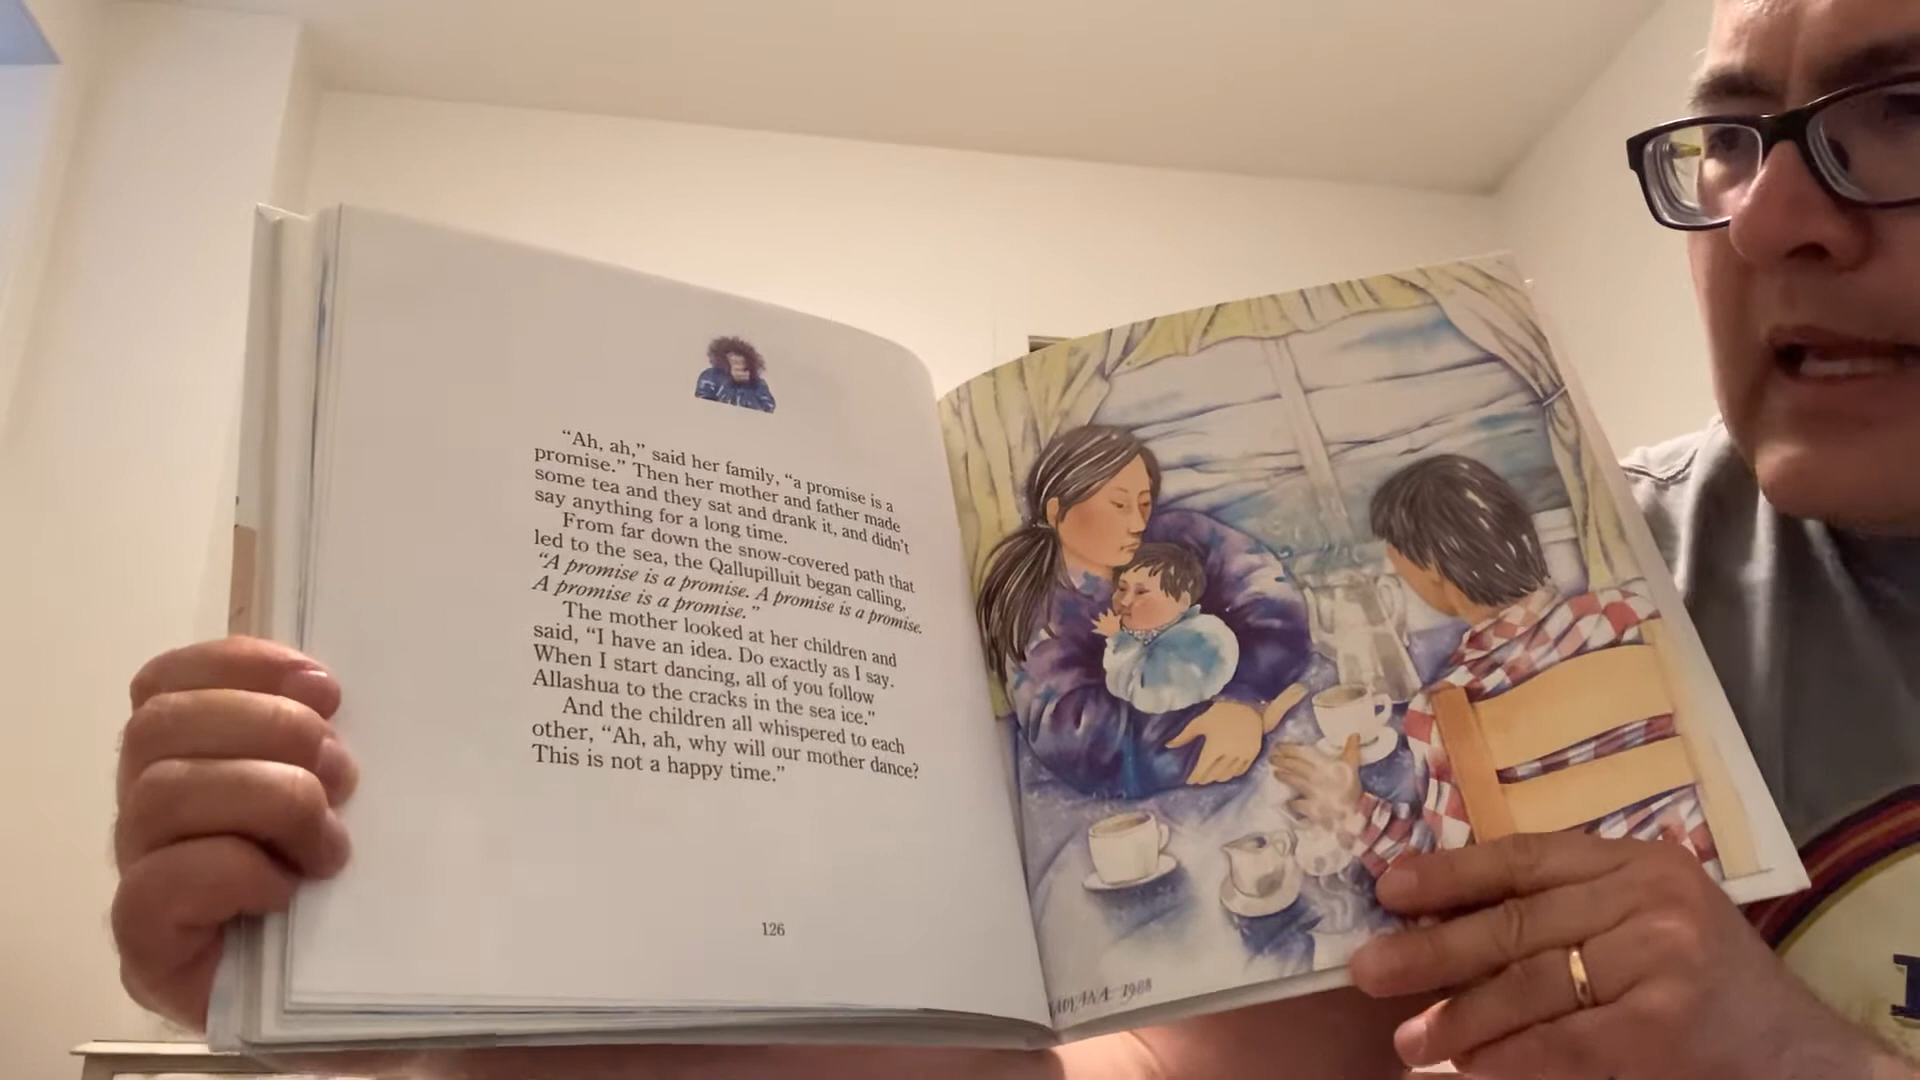 “Ah, ah,” said her family, “a promise is a
promise.” Then her mother and father made
some tea and they sat and drank it, and didn’t
say anything for a long time.
From far down the snow-covered path that
led to the sea, the Qallupilluit began calling,
“A promise is a promise. A promise is a promise.
A promise is a promise.”
The mother looked at her children and
said, “I have an idea. Do exactly as I say.
When I start dancing, all of you follow
Allashua to the cracks in the sea ice.”
And the children all whispered to each
other, “Ah, ah, why will our mother dance?
This is not a happy time.”
126
1988